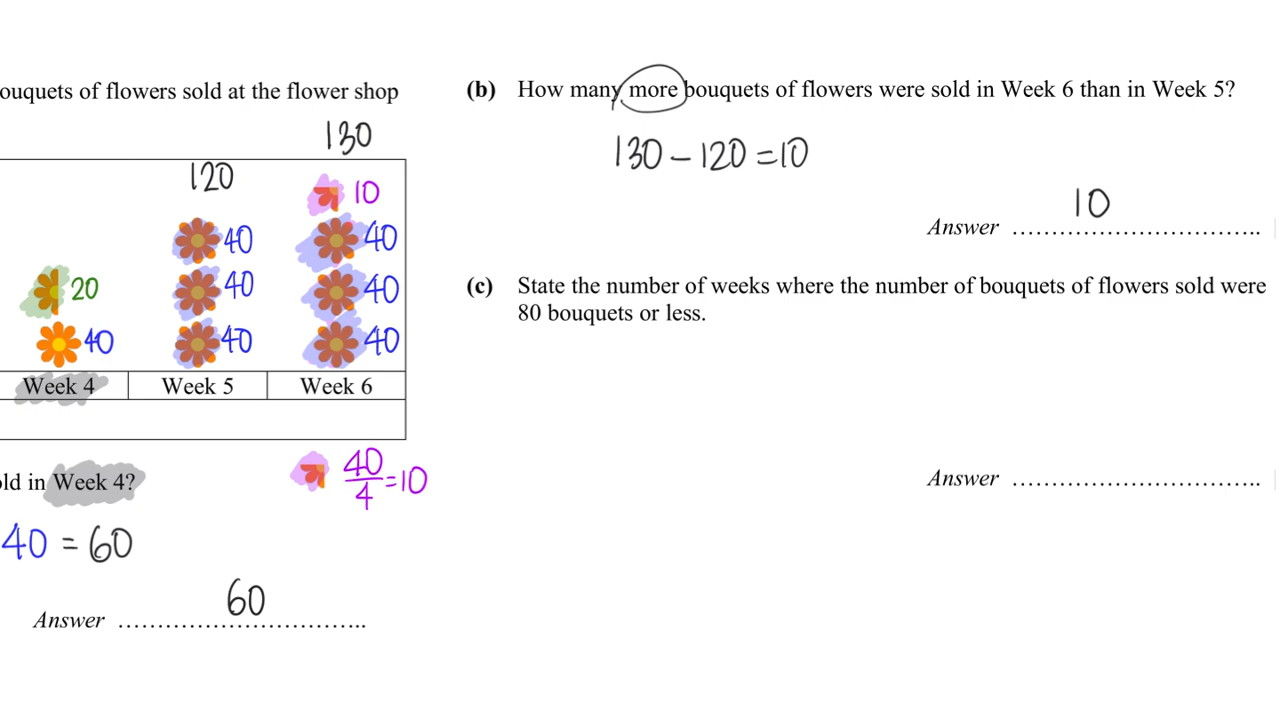 ouquets of flowers sold at the flower shop
130
120
10
40
40
20
40
40
40
40
40
Week 4 Week 5 Week 6
old in Week 4?
40/4=10
40 = 60
60
Answer ……………………………..
(b) How many more bouquets of flowers were sold in Week 6 than in Week 5?
130 – 120 = 10
10
Answer ……………………………..
(c) State the number of weeks where the number of bouquets of flowers sold were
80 bouquets or less.
Answer ……………………………..